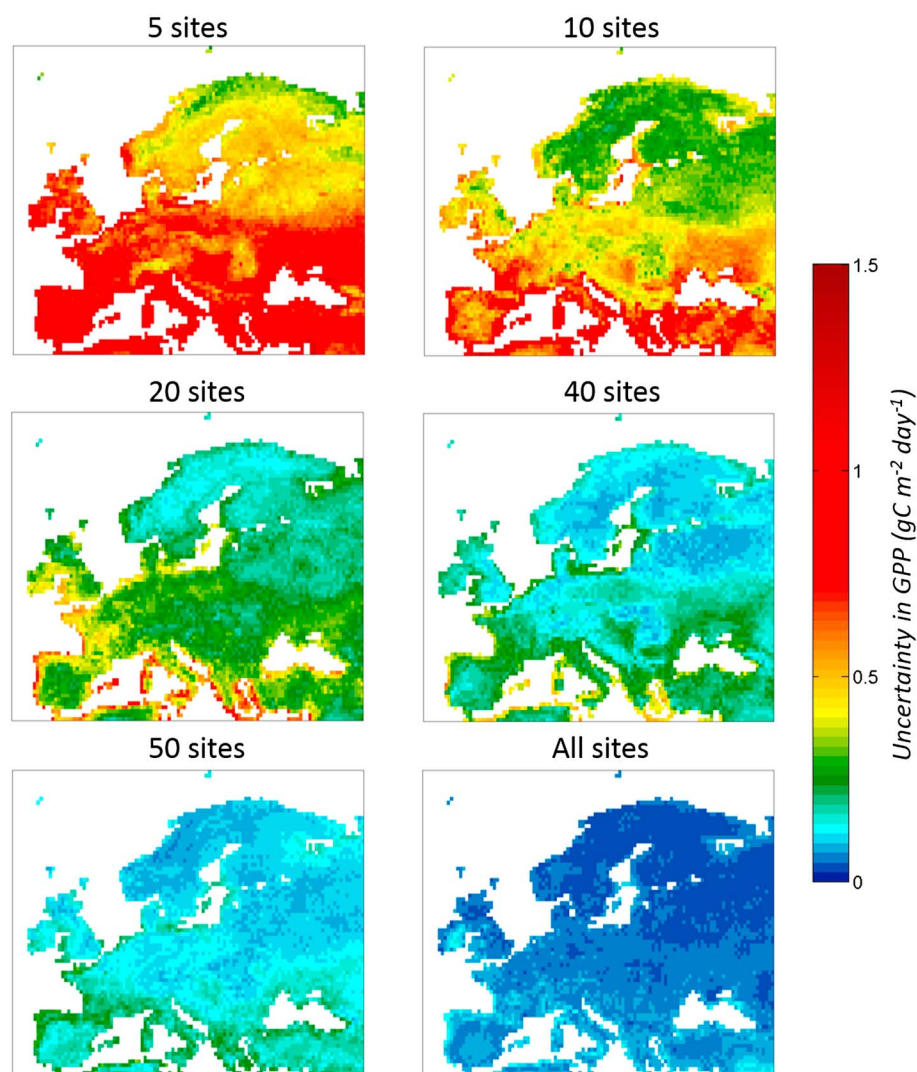 5 sites
10 sites
20 sites
40 sites
50 sites
All sites
1.5
1
0.5
0
Uncertainty in GPP (gC m⁻² day⁻¹)